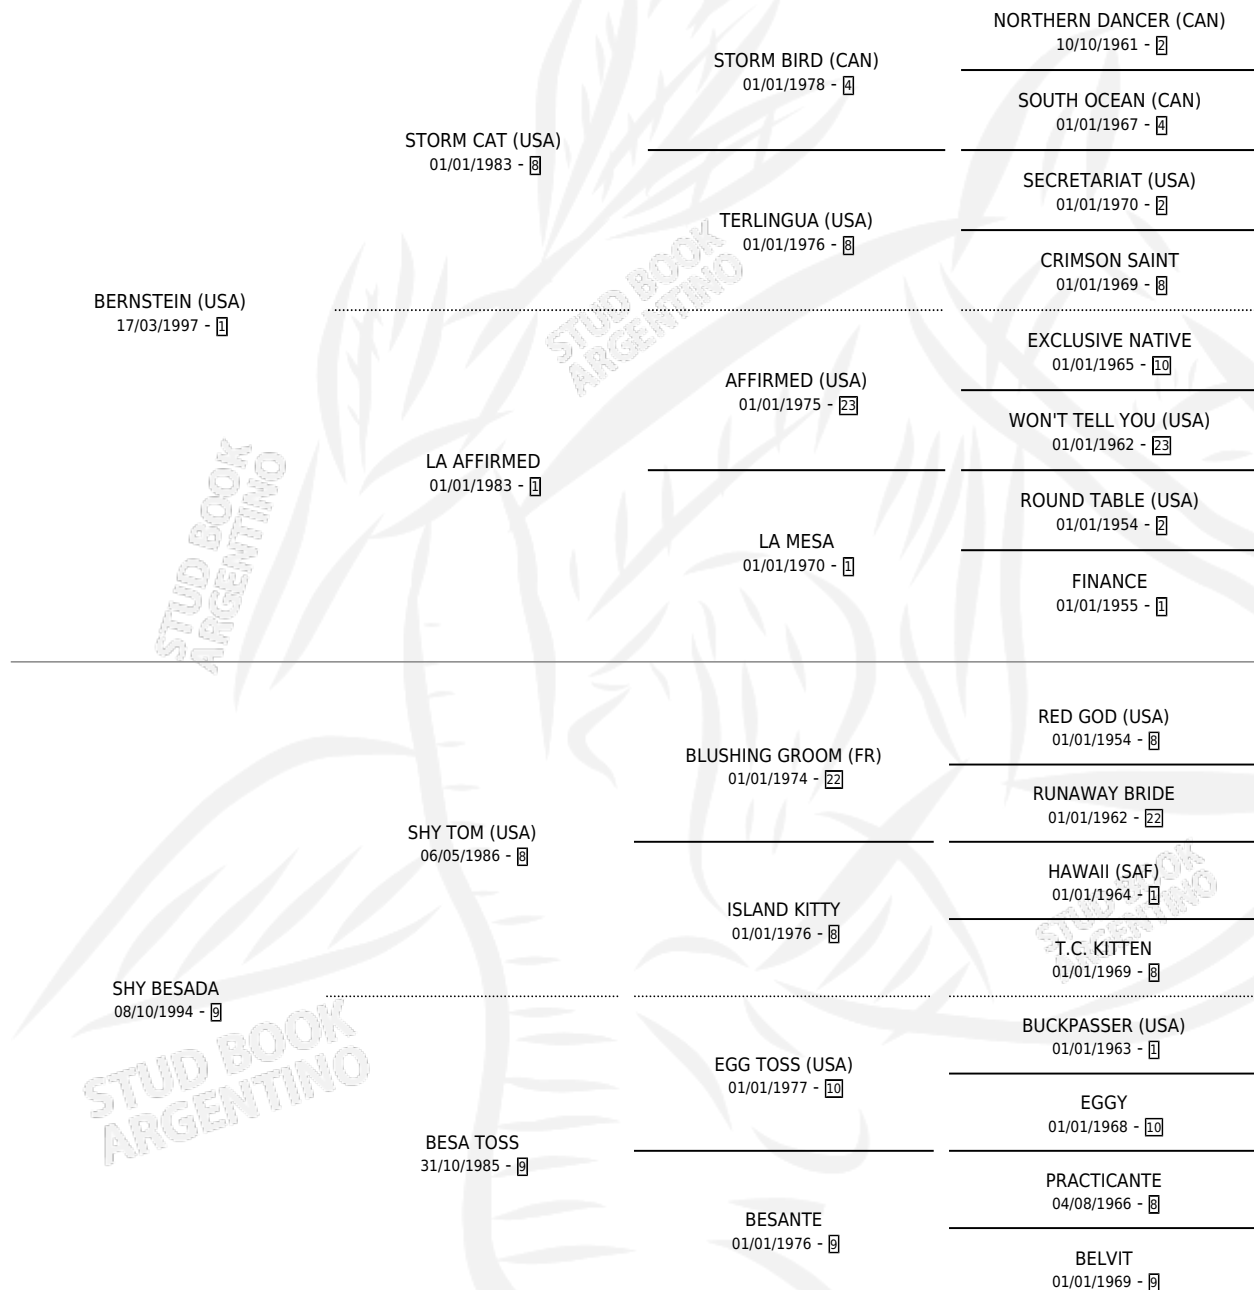 NORTHERN DANCER (CAN)
10/10/1961 - 2
STORM BIRD (CAN)
01/01/1978 - 4
SOUTH OCEAN (CAN)
01/01/1967 - 4
STORM CAT (USA)
01/01/1983 - 8
SECRETARIAT (USA)
01/01/1970 - 2
TERLINGUA (USA)
01/01/1976 - 8
CRIMSON SAINT
01/01/1969 - 8
BERNSTEIN (USA)
17/03/1997 - 1
EXCLUSIVE NATIVE
01/01/1965 - 10
AFFIRMED (USA)
01/01/1975 - 23
WON'T TELL YOU (USA)
01/01/1962 - 23
LA AFFIRMED
01/01/1983 - 1
ROUND TABLE (USA)
01/01/1954 - 2
LA MESA
01/01/1970 - 1
FINANCE
01/01/1955 - 1
RED GOD (USA)
01/01/1954 - 8
BLUSHING GROOM (FR)
01/01/1974 - 22
RUNAWAY BRIDE
01/01/1962 - 22
SHY TOM (USA)
06/05/1986 - 8
HAWAII (SAF)
01/01/1964 - 1
ISLAND KITTY
01/01/1976 - 8
T.C. KITTEN
01/01/1969 - 8
SHY BESADA
08/10/1994 - 9
BUCKPASSER (USA)
01/01/1963 - 1
EGG TOSS (USA)
01/01/1977 - 10
EGGY
01/01/1968 - 10
BESA TOSS
31/10/1985 - 9
PRACTICANTE
04/08/1966 - 8
BESANTE
01/01/1976 - 9
BELVIT
01/01/1969 - 9
STUD BOOK
ARGENTINO
STUD BOOK
ARGENTINO
STUD BOOK
ARGENTINO
STUD BOOK
ARGENTINO